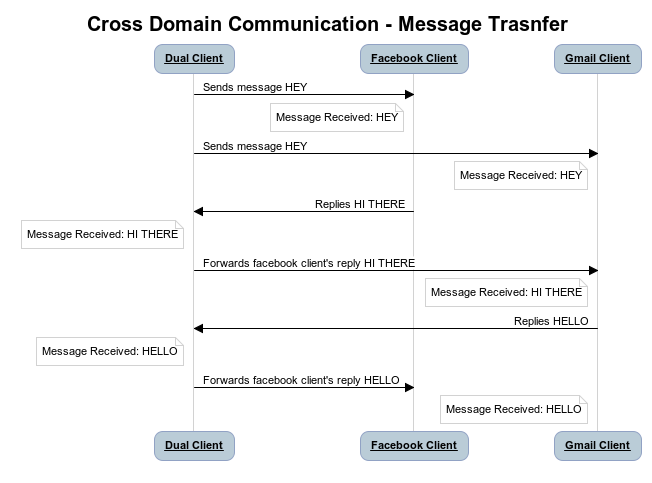 Cross Domain Communication - Message Trasnfer
Dual Client
Facebook Client
Gmail Client
Sends message HEY
Message Received: HEY
Sends message HEY
Message Received: HEY
Replies HI THERE
Message Received: HI THERE
Forwards facebook client's reply HI THERE
Message Received: HI THERE
Replies HELLO
Message Received: HELLO
Forwards facebook client's reply HELLO
Message Received: HELLO
Dual Client
Facebook Client
Gmail Client